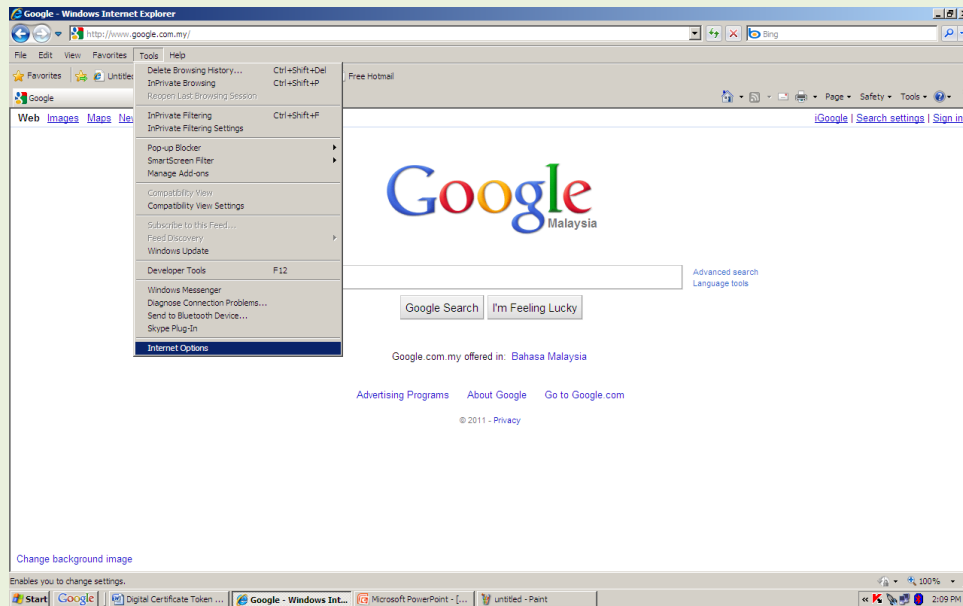 Google - Windows Internet Explorer
http://www.google.com.my/
Bing
File Edit View Favorites Tools Help
Favorites Free Hotmail
Google
Page Safety Tools
Web Images Maps
iGoogle | Search settings | Sign in
Delete Browsing History... Ctrl+Shift+Del
InPrivate Browsing Ctrl+Shift+P
Reopen Last Browsing Session
InPrivate Filtering Ctrl+Shift+F
InPrivate Filtering Settings
Pop-up Blocker
SmartScreen Filter
Manage Add-ons
Compatibility View
Compatibility View Settings
Subscribe to this Feed...
Feed Discovery
Windows Update
Developer Tools F12
Windows Messenger
Diagnose Connection Problems...
Send to Bluetooth Device...
Skype Plug-In
Internet Options
Google
Malaysia
Advanced search
Language tools
Google Search I'm Feeling Lucky
Google.com.my offered in: Bahasa Malaysia
Advertising Programs About Google Go to Google.com
© 2011 - Privacy
Change background image
Enables you to change settings.
100%
Start Google Digital Certificate Token ... Google - Windows Int... Microsoft PowerPoint - [... untitled - Paint 2:09 PM